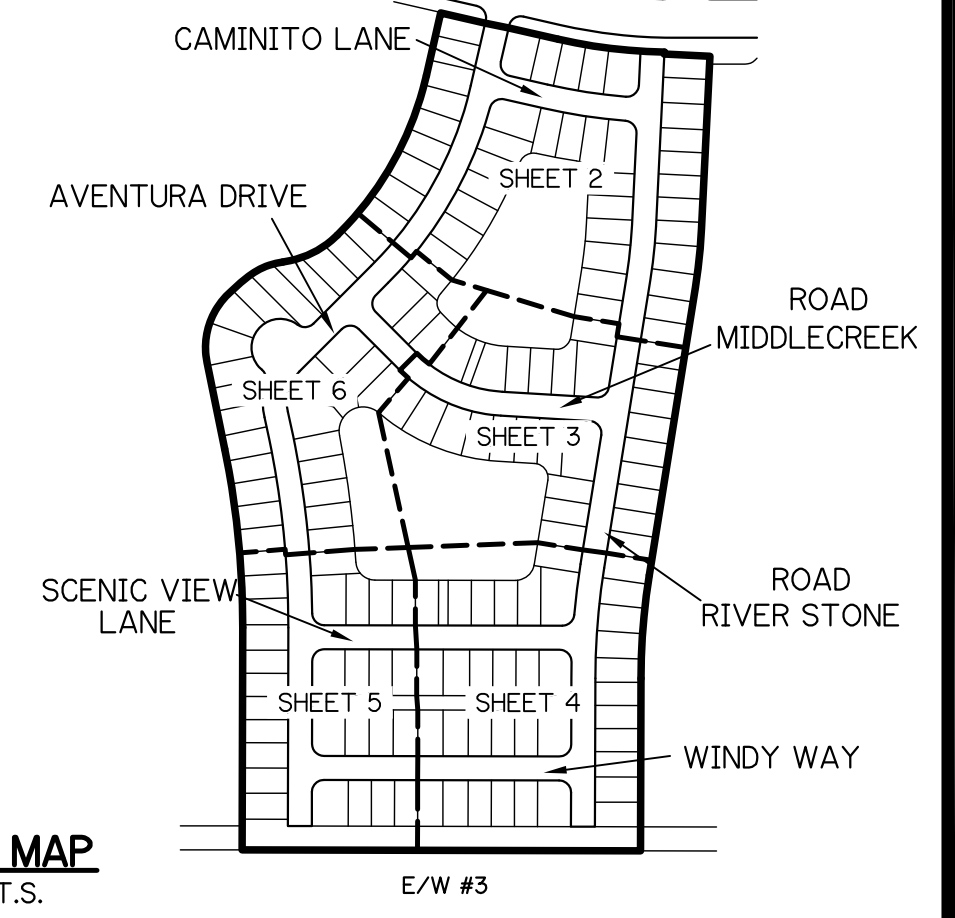 CAMINITO LANE
SHEET 2
AVENTURA DRIVE
ROAD
MIDDLECREEK
SHEET 6
SHEET 3
SCENIC VIEW
LANE
ROAD
RIVER STONE
SHEET 5
SHEET 4
WINDY WAY
MAP
T.S.
E/W #3